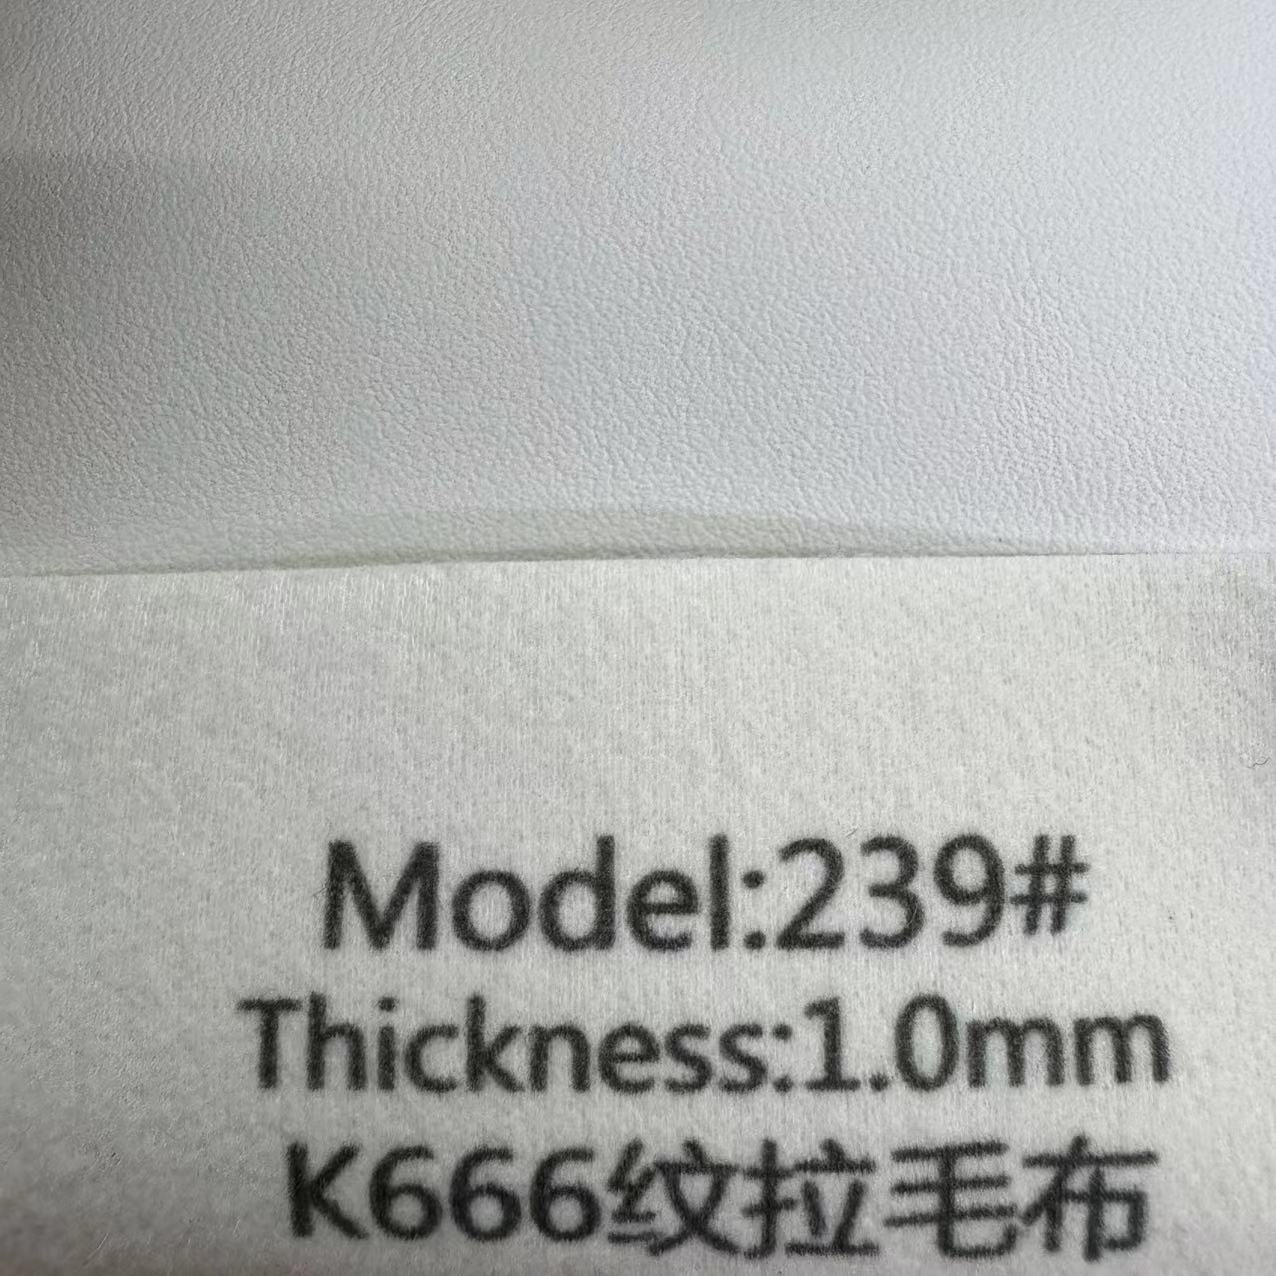 Model:239#
Thickness:1.0mm
K666纹拉毛布